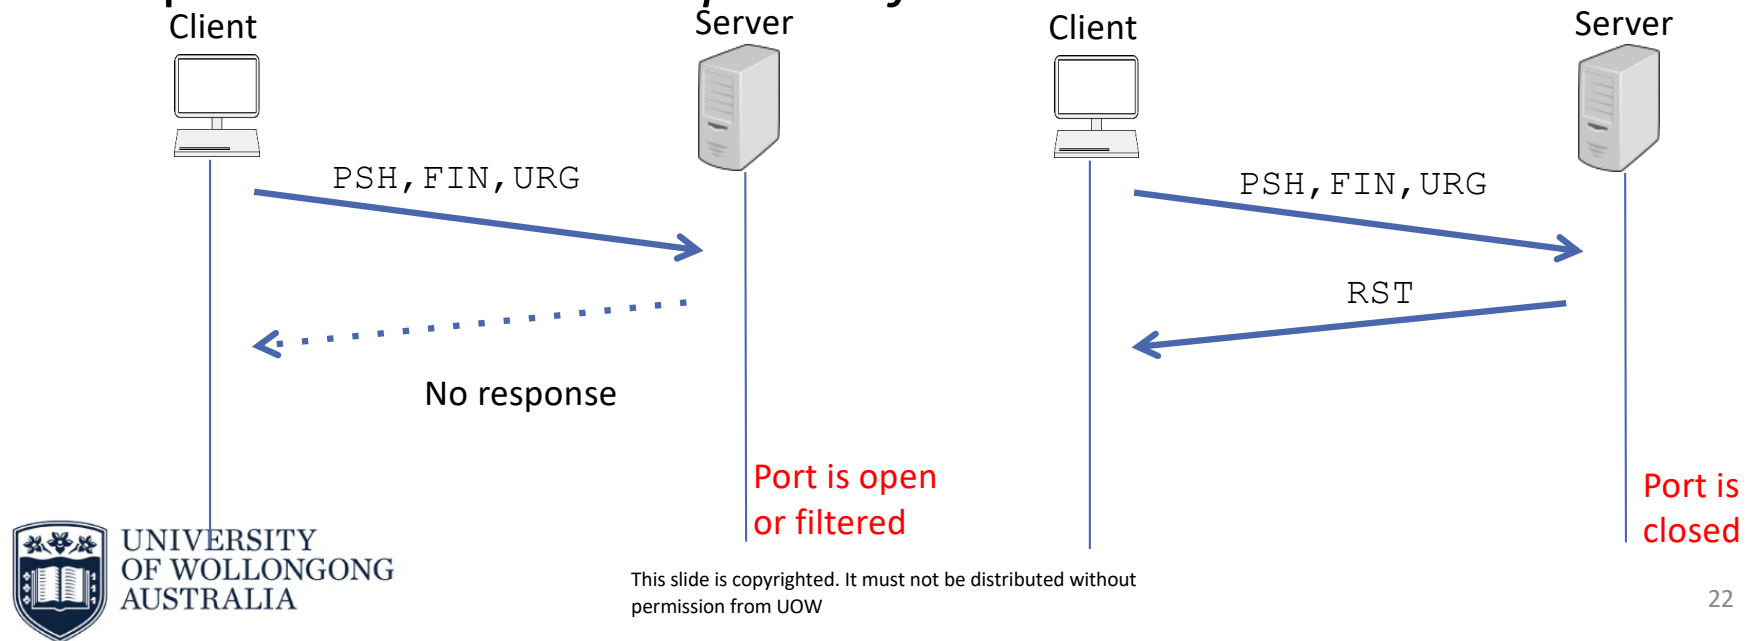 Client
Server
Client
Server
PSH,FIN,URG
PSH,FIN,URG
RST
No response
Port is open
or filtered
Port is
closed
UNIVERSITY
OF WOLLONGONG
AUSTRALIA
This slide is copyrighted. It must not be distributed without
permission from UOW
22